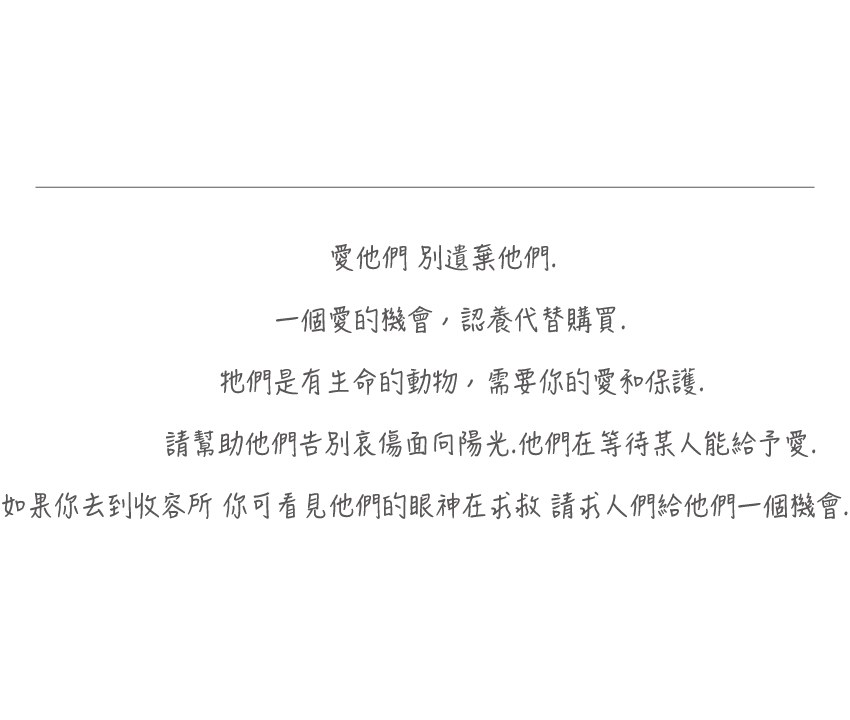 愛他們 別遺棄他們.
一個愛的機會，認養代替購買.
牠們是有生命的動物，需要你的愛和保護.
請幫助他們告別哀傷面向陽光.他們在等待某人能給予愛.
如果你去到收容所 你可看見他們的眼神在求救 請求人們給他們一個機會.